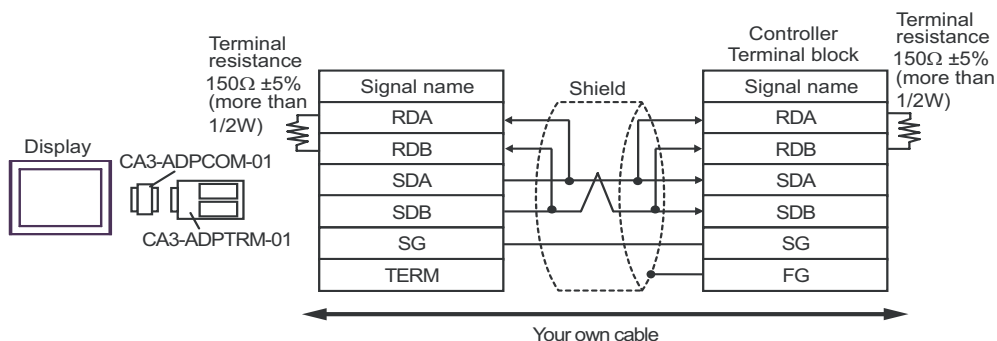 Terminal
resistance
150Ω ±5%
(more than
1/2W)
Controller
Terminal block
Terminal
resistance
150Ω ±5%
(more than
1/2W)
Signal name
Shield
Signal name
RDA
RDA
RDB
RDB
SDA
SDA
SDB
SDB
SG
SG
TERM
FG
Display
CA3-ADPCOM-01
CA3-ADPTRM-01
Your own cable